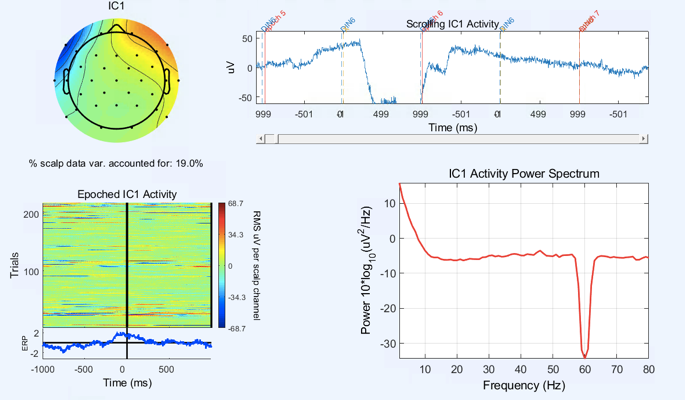 IC1
% scalp data var. accounted for: 19.0%
Scrolling IC1 Activity
Epoch 5
Epoch 6
Epoch 7
DIN6
DIN6
uV
50
0
-50
999
-501
0
499
999
-501
0
499
999
-501
Time (ms)
Epoched IC1 Activity
Trials
200
100
68.7
34.3
0
-34.3
-68.7
RMS uV per scalp channel
ERP
2
-2
-1000
-500
0
500
Time (ms)
IC1 Activity Power Spectrum
Power 10*log10(uV2/Hz)
10
0
-10
-20
-30
10
20
30
40
50
60
70
80
Frequency (Hz)